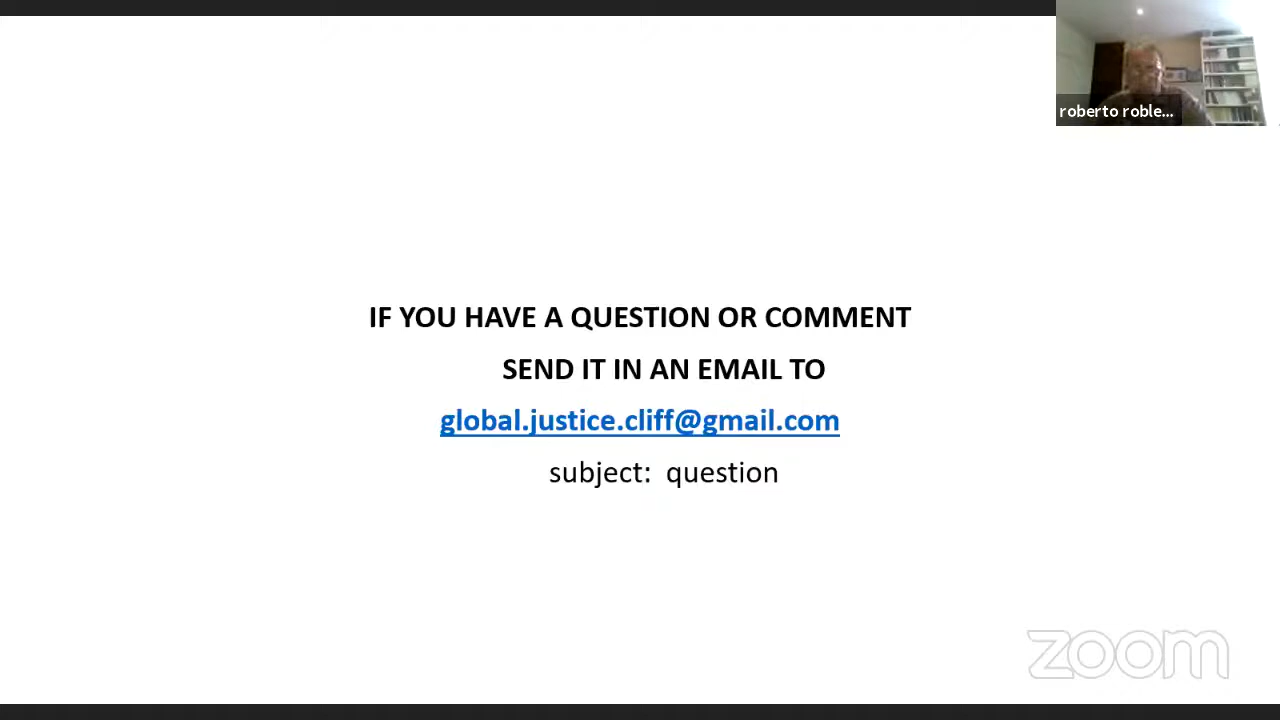 roberto roble...
IF YOU HAVE A QUESTION OR COMMENT
SEND IT IN AN EMAIL TO
global.justice.cliff@gmail.com
subject: question
zoom